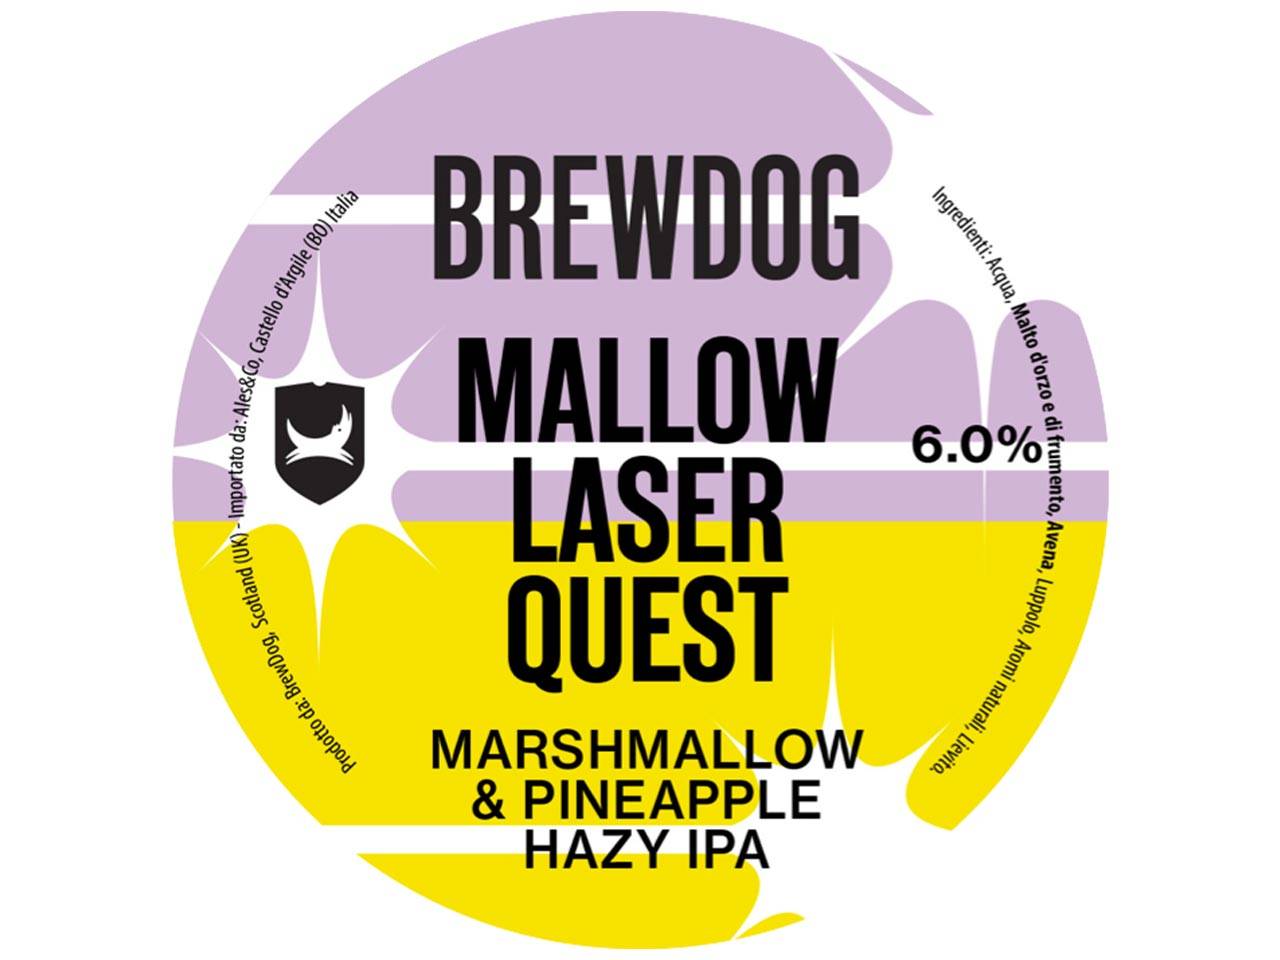 BREWDOG
MALLOW
LASER
QUEST
MARSHMALLOW
& PINEAPPLE
HAZY IPA
6.0%
Prodotto da: BrewDog, Scotland (UK) - Importato da: Ales&Co, Castello d'Argile (BO) Italia
Ingredienti: Acqua, Malto d'orzo e di frumento, Avena, Luppolo, Aromi naturali, Lievito.